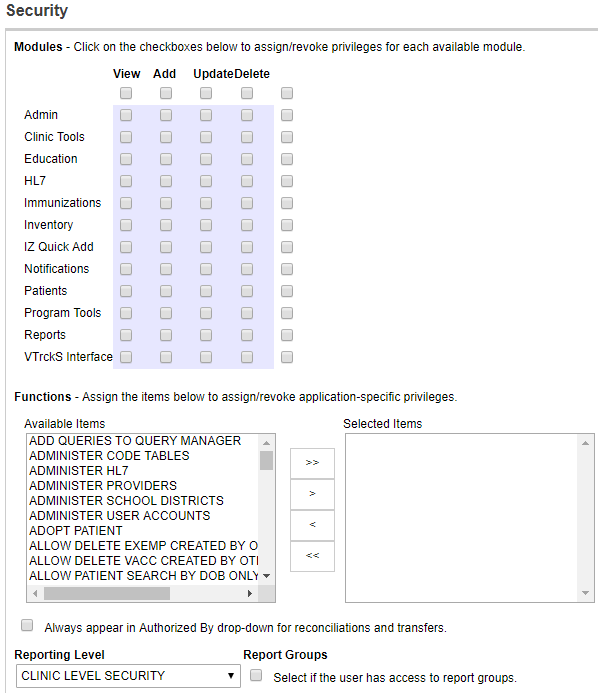 Security
Modules - Click on the checkboxes below to assign/revoke privileges for each available module.
View Add Update Delete
Admin
Clinic Tools
Education
HL7
Immunizations
Inventory
IZ Quick Add
Notifications
Patients
Program Tools
Reports
VTrckS Interface
Functions - Assign the items below to assign/revoke application-specific privileges.
Available Items
ADD QUERIES TO QUERY MANAGER
ADMINISTER CODE TABLES
ADMINISTER HL7
ADMINISTER PROVIDERS
ADMINISTER SCHOOL DISTRICTS
ADMINISTER USER ACCOUNTS
ADOPT PATIENT
ALLOW DELETE EXEMP CREATED BY O
ALLOW DELETE VACC CREATED BY OT
ALLOW PATIENT SEARCH BY DOB ONLY
>>
>
<
<<
Selected Items
Always appear in Authorized By drop-down for reconciliations and transfers.
Reporting Level
CLINIC LEVEL SECURITY
Report Groups
Select if the user has access to report groups.